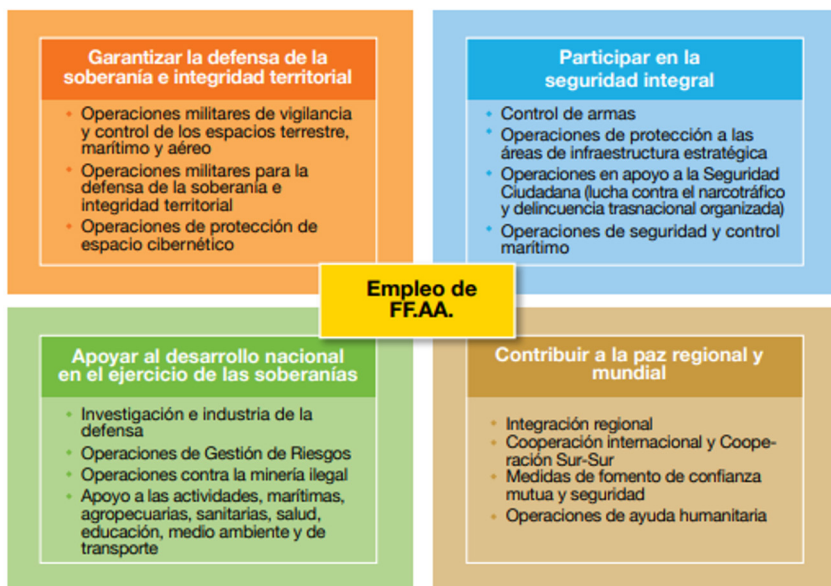 Garantizar la defensa de la
soberanía e integridad territorial
Operaciones militares de vigilancia
y control de los espacios terrestre,
marítimo y aéreo
Operaciones militares para la
defensa de la soberanía e
integridad territorial
Operaciones de protección de
espacio cibernético
Participar en la
seguridad integral
Control de armas
Operaciones de protección a las
áreas de infraestructura estratégica
Operaciones en apoyo a la Seguridad
Ciudadana (lucha contra el narcotráfico
y delincuencia trasnacional organizada)
Operaciones de seguridad y control
marítimo
Empleo de
FF.AA.
Apoyar al desarrollo nacional
en el ejercicio de las soberanías
Investigación e industria de la
defensa
Operaciones de Gestión de Riesgos
Operaciones contra la minería ilegal
Apoyo a las actividades, marítimas,
agropecuarias, sanitarias, salud,
educación, medio ambiente y de
transporte
Contribuir a la paz regional y
mundial
Integración regional
Cooperación internacional y Coope-
ración Sur-Sur
Medidas de fomento de confianza
mutua y seguridad
Operaciones de ayuda humanitaria